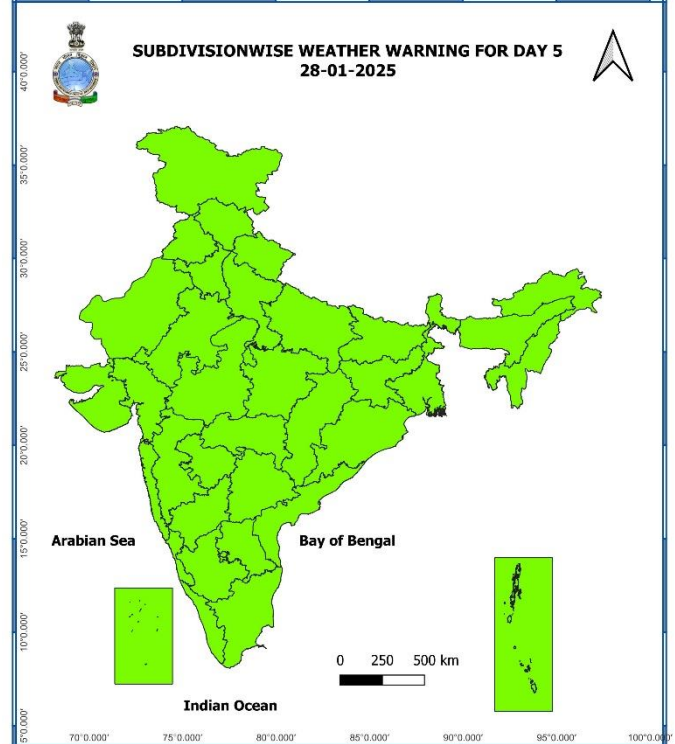 SUBDIVISIONWISE WEATHER WARNING FOR DAY 5
28-01-2025
40°0.000'
35°0.000'
30°0.000'
25°0.000'
20°0.000'
15°0.000'
10°0.000'
5°0.000'
Arabian Sea
Bay of Bengal
0 250 500 km
Indian Ocean
70°0.000' 75°0.000' 80°0.000' 85°0.000' 90°0.000' 95°0.000' 100°0.000'